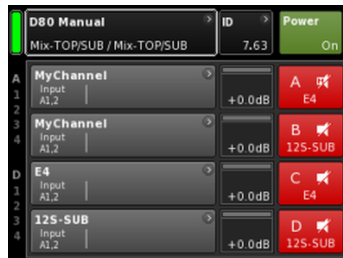 D80 Manual
ID
Power
Mix-TOP/SUB / Mix-TOP/SUB
7.63
On
A
1
2
3
4
MyChannel
Input
A1,2
+0.0dB
A
E4
MyChannel
Input
A1,2
+0.0dB
B
12S-SUB
D
1
2
3
4
E4
Input
A1,2
+0.0dB
C
E4
12S-SUB
Input
A1,2
+0.0dB
D
12S-SUB